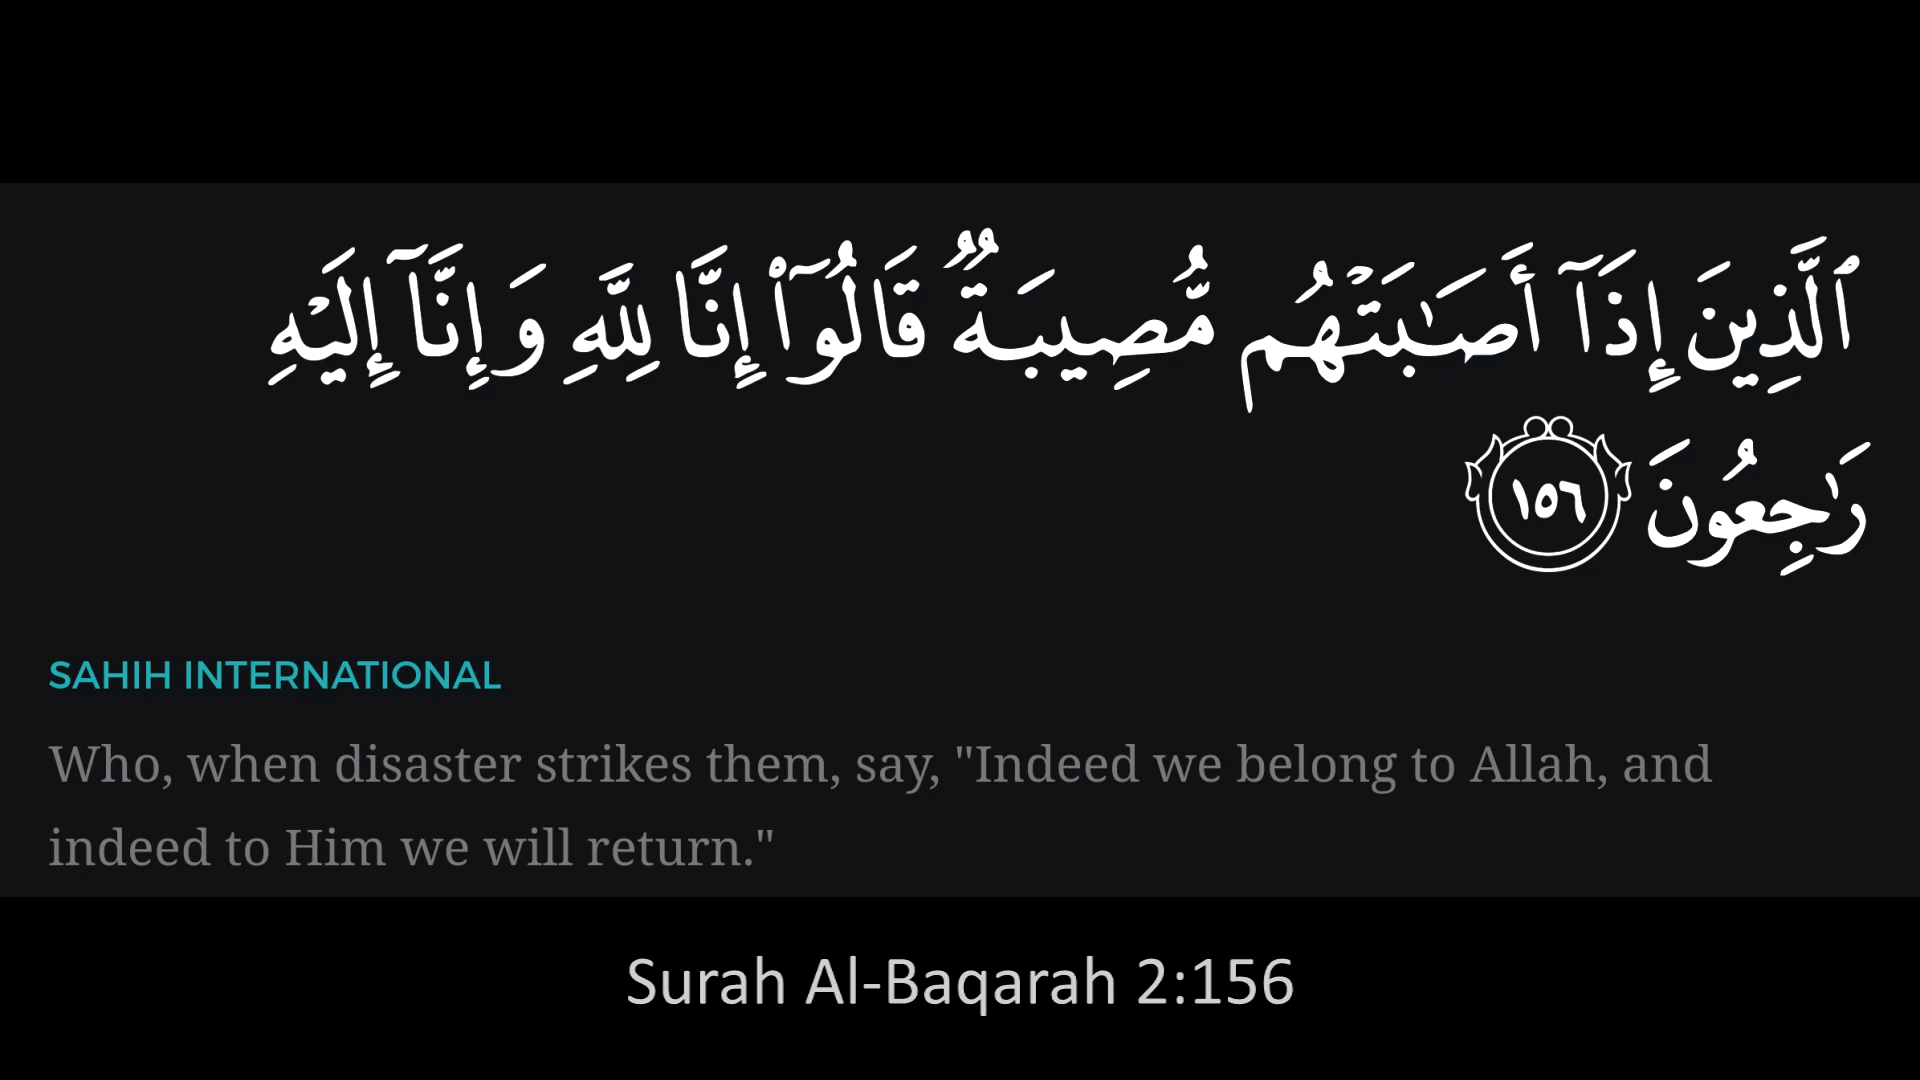 ٱلَّذِينَ إِذَآ أَصَـٰبَتْهُم مُّصِيبَةٌ قَالُوٓا۟ إِنَّا لِلَّهِ وَإِنَّآ إِلَيْهِ
رَٰجِعُونَ ١٥٦
SAHIH INTERNATIONAL
Who, when disaster strikes them, say, "Indeed we belong to Allah, and
indeed to Him we will return."
Surah Al-Baqarah 2:156